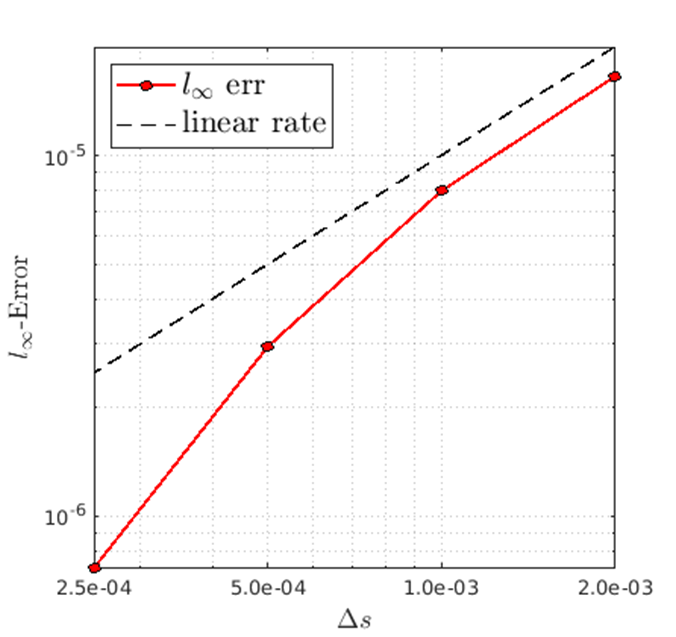 l∞ err
linear rate
10⁻⁵
10⁻⁶
l∞-Error
2.5e-04 5.0e-04 1.0e-03 2.0e-03
Δs